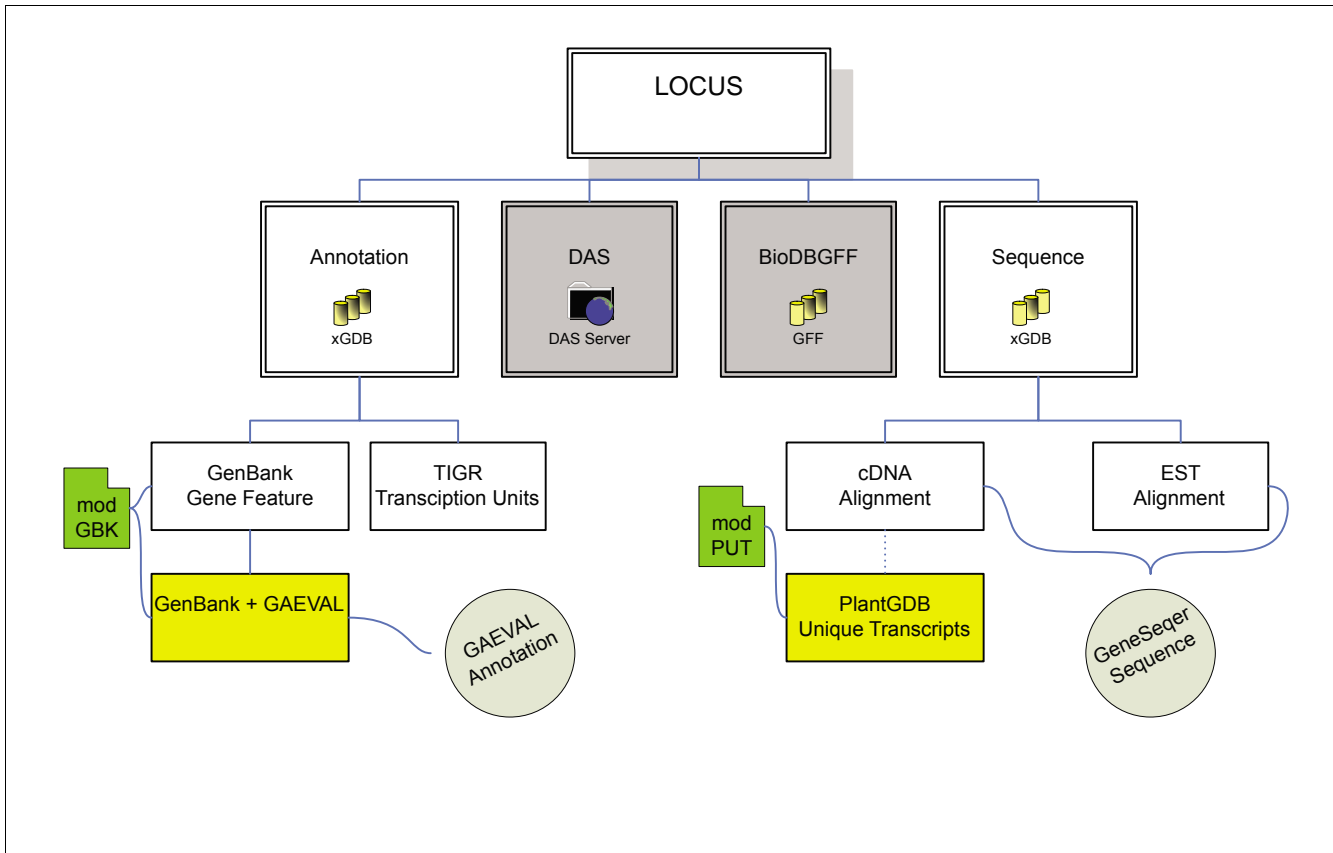 LOCUS
Annotation
xGDB
DAS
DAS Server
BioDBGFF
GFF
Sequence
xGDB
mod
GBK
GenBank
Gene Feature
TIGR
Transciption Units
mod
PUT
cDNA
Alignment
EST
Alignment
GenBank + GAEVAL
GAEVAL
Annotation
PlantGDB
Unique Transcripts
GeneSeqer
Sequence